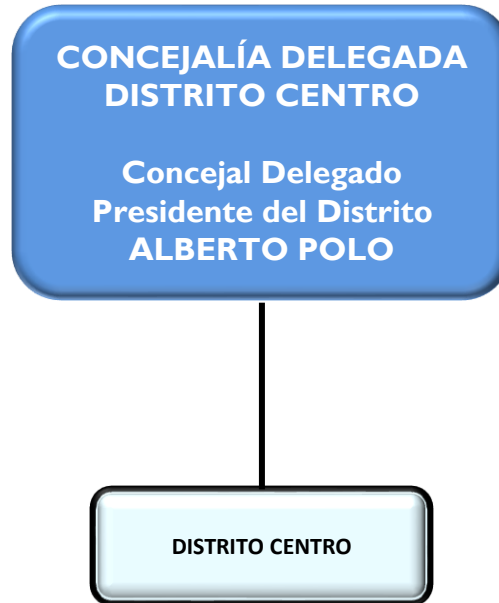 CONCEJALÍA DELEGADA
DISTRITO CENTRO
Concejal Delegado
Presidente del Distrito
ALBERTO POLO
DISTRITO CENTRO